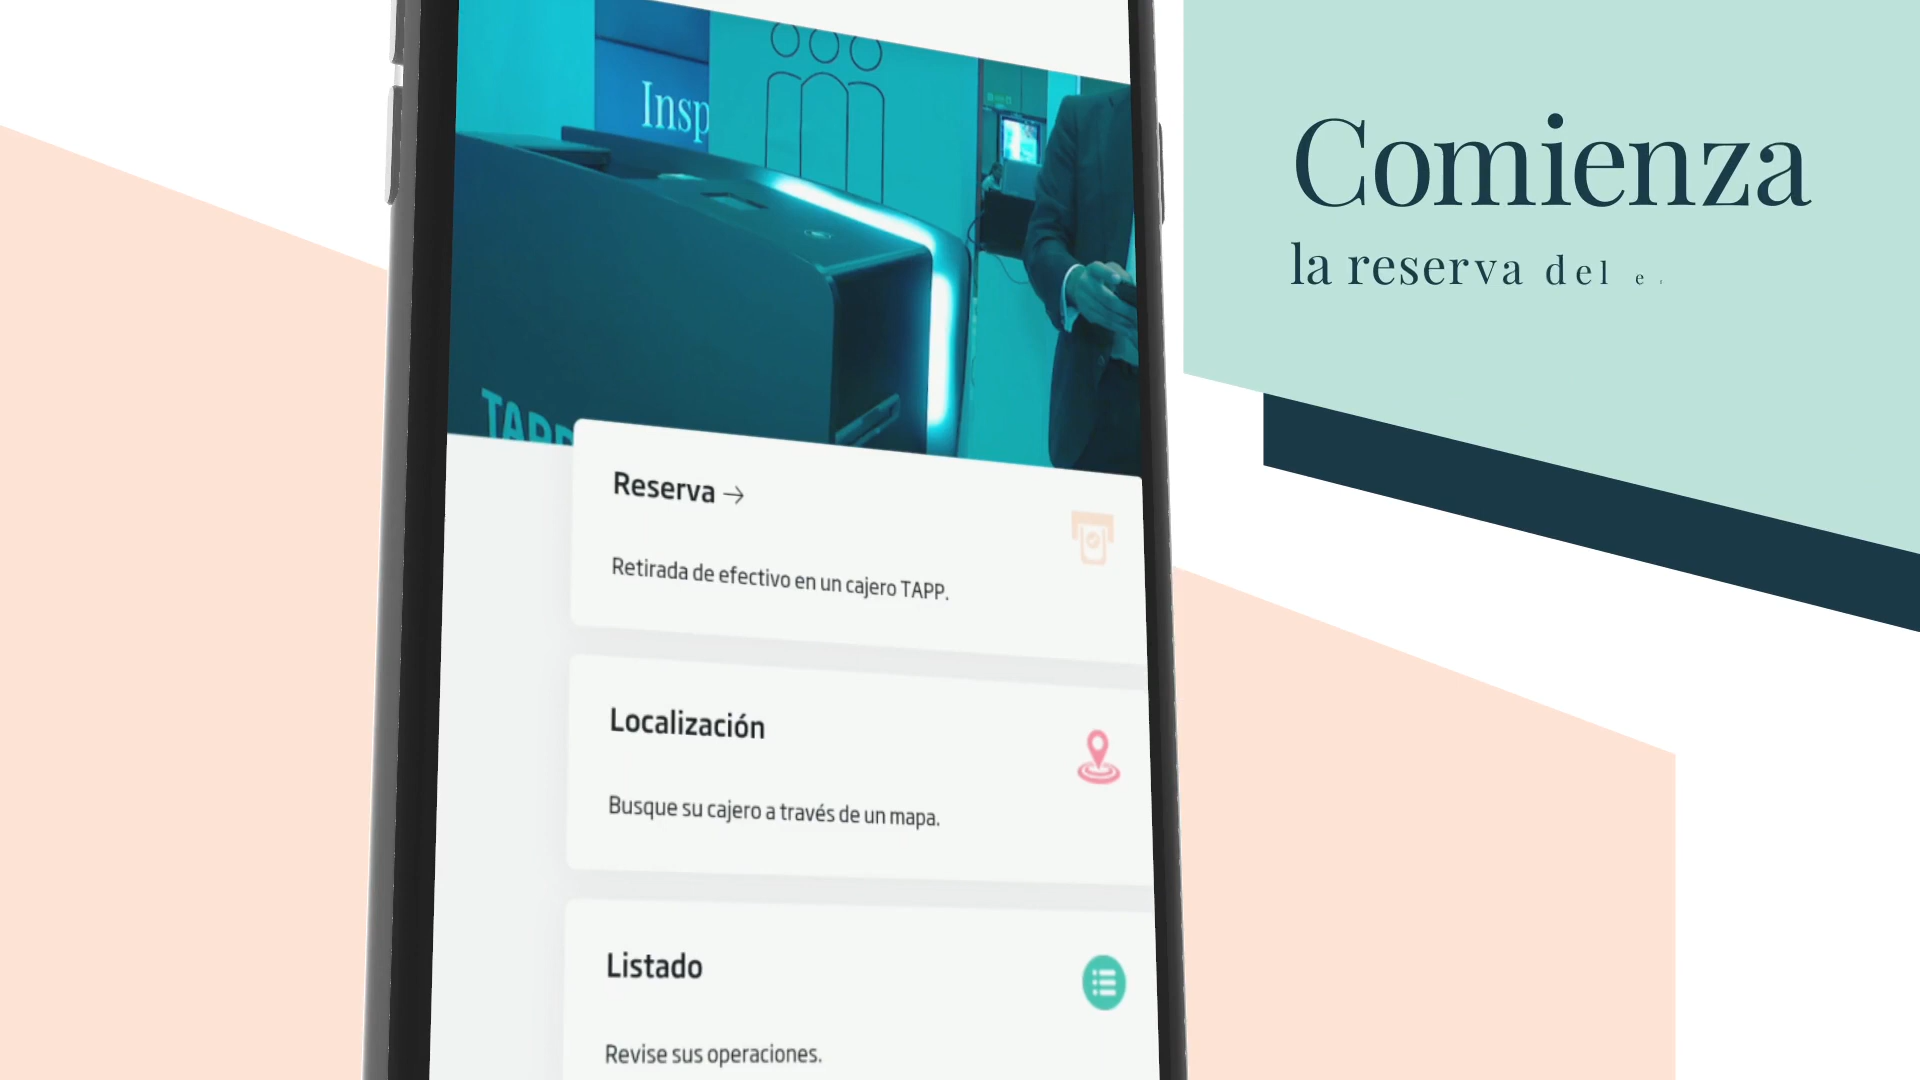 Insp
TAPP
Reserva →
Retirada de efectivo en un cajero TAPP.
Localización
Busque su cajero a través de un mapa.
Listado
Revise sus operaciones.
Comienza
la reserva del e